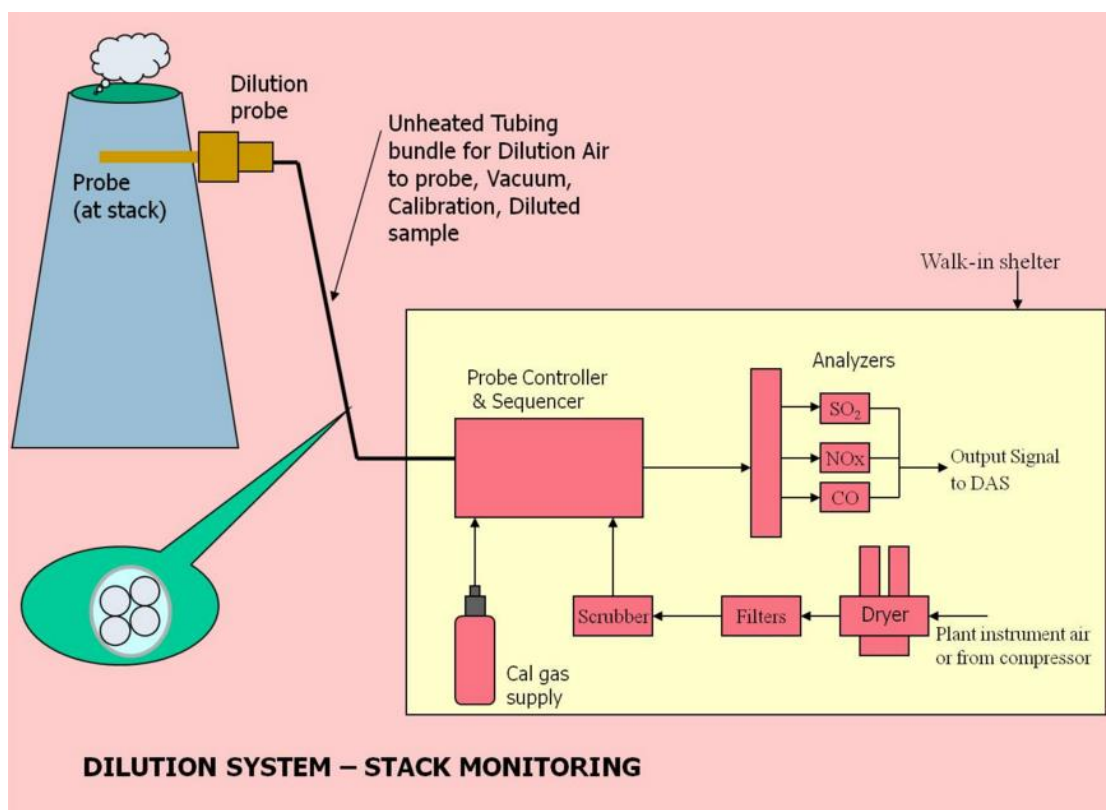 Dilution
probe
Probe
(at stack)
Unheated Tubing
bundle for Dilution Air
to probe, Vacuum,
Calibration, Diluted
sample
Walk-in shelter
Probe Controller
& Sequencer
Analyzers
SO₂
NOx
CO
Output Signal
to DAS
Scrubber
Filters
Dryer
Plant instrument air
or from compressor
Cal gas
supply
DILUTION SYSTEM – STACK MONITORING